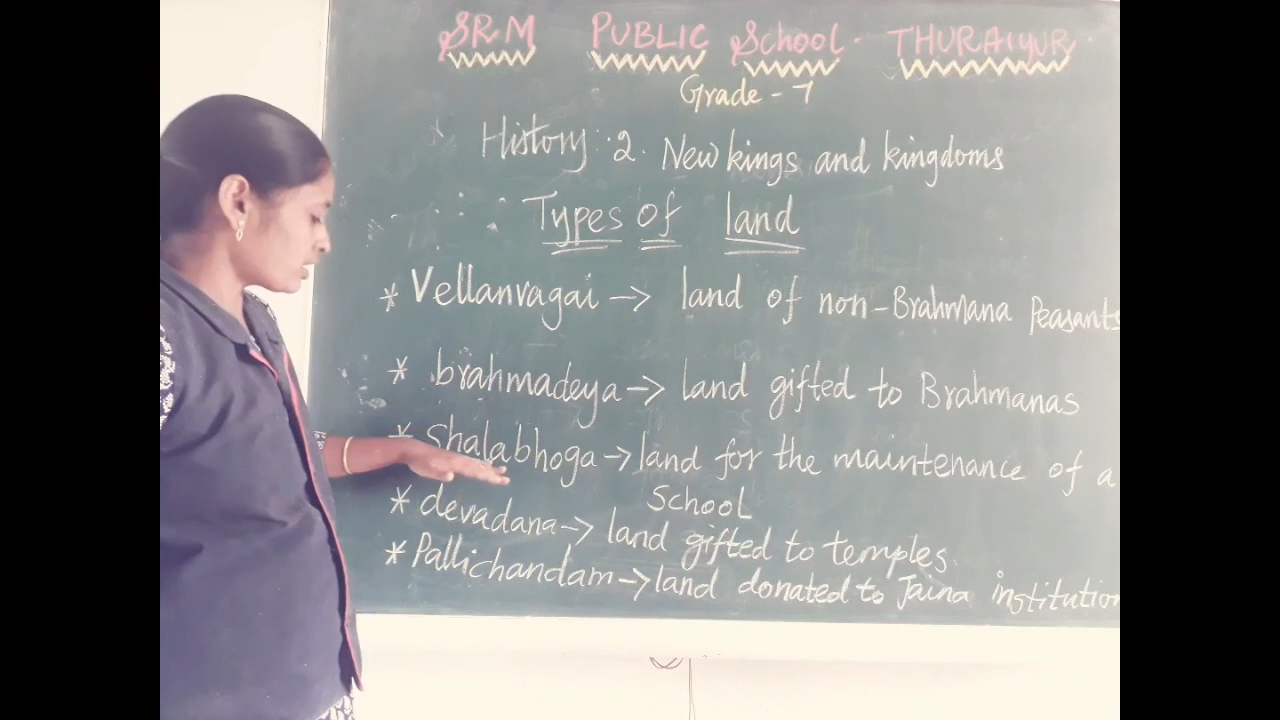 SRM PUBLIC School. THURAIYUR.
Grade - 7
History: 2. New kings and kingdoms
Types of land
* Vellanvagai -> land of non-Brahmana Peasants
* brahmadeya -> land gifted to Brahmanas
* Shalabhoga -> land for the maintenance of a
School
* devadana -> land gifted to temples.
* Pallichandam -> land donated to Jaina institution